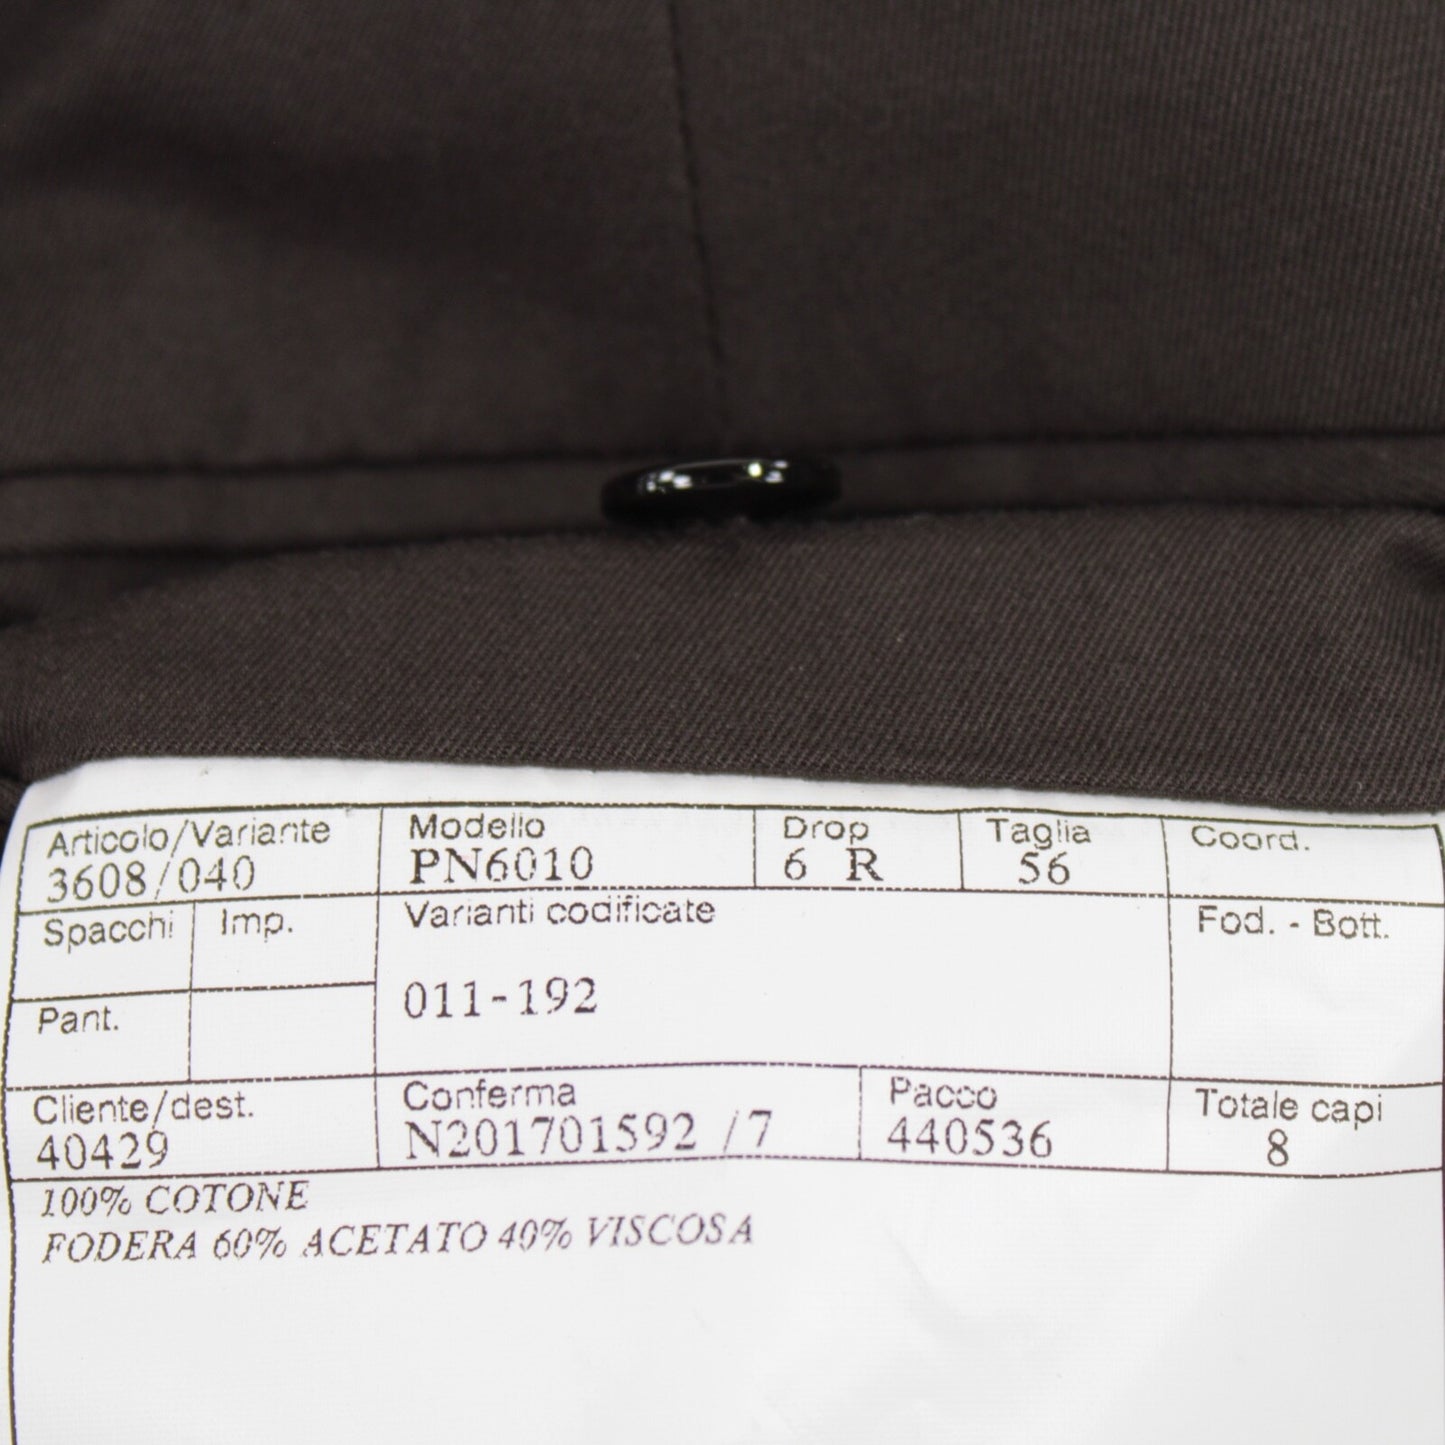 Articolo/Variante Modello Drop Taglia Coord.
3608/040 PN6010 6 R 56
Spacchi Imp. Varianti codificate Fod. - Bott.
011-192
Pant.
Cliente/dest. Conferma Pacco Totale capi
40429 N201701592 /7 440536 8
100% COTONE
FODERA 60% ACETATO 40% VISCOSA